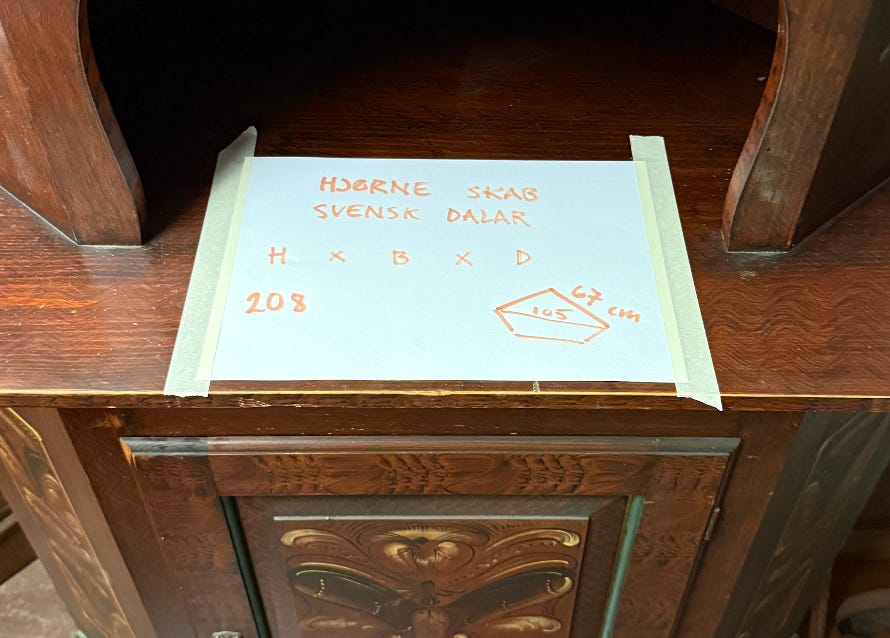 HJØRNE SKAB
SVENSK DALAR
H x B x D
208
67 cm
105